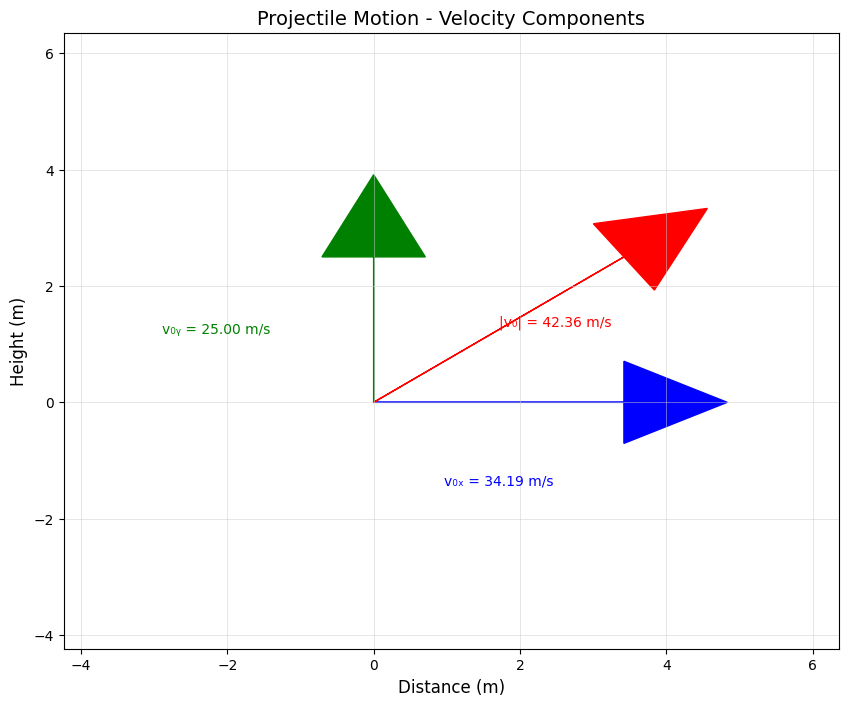 Projectile Motion - Velocity Components
Height (m)
6
4
2
0
−2
−4
v₀ᵧ = 25.00 m/s
|v₀| = 42.36 m/s
v₀ₓ = 34.19 m/s
−4 −2 0 2 4 6
Distance (m)